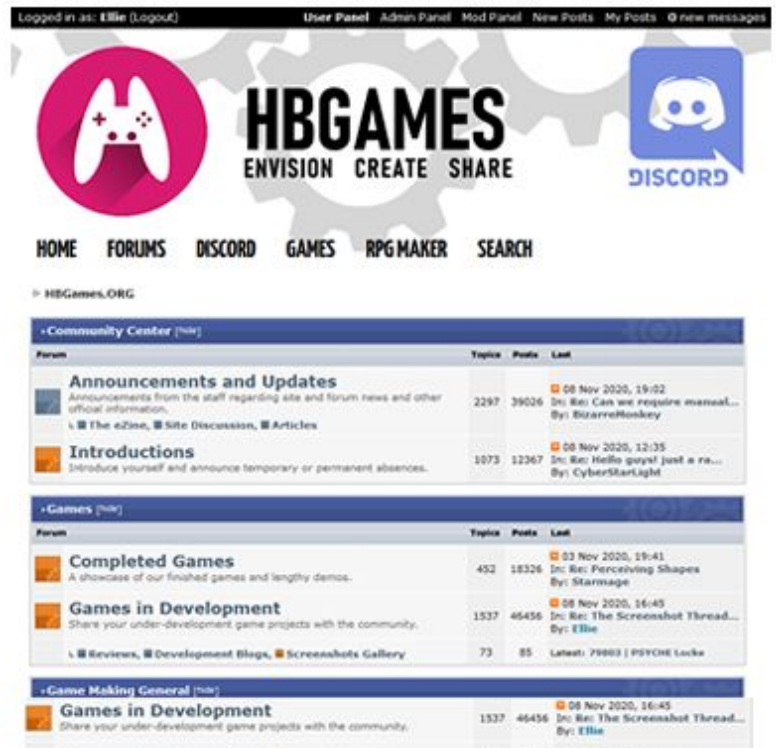 Logged in as: Ellie (Logout) User Panel Admin Panel Mod Panel New Posts My Posts 0 new messages
HBGAMES
ENVISION CREATE SHARE
DISCORD
HOME FORUMS DISCORD GAMES RPG MAKER SEARCH
HBGames.ORG
Community Center [hide]
Forum Topics Posts Last
Announcements and Updates
Announcements from the staff regarding site and forum news and other
official information.
The eZine, Site Discussion, Articles
2297 39026
08 Nov 2020, 19:02
In: Re: Can we require manual...
By: BizarreMonkey
Introductions
Introduce yourself and announce temporary or permanent absences.
1073 12367
08 Nov 2020, 12:35
In: Re: Hello guys! just a ra...
By: CyberStarLight
Games [hide]
Forum Topics Posts Last
Completed Games
A showcase of our finished games and lengthy demos.
452 18326
03 Nov 2020, 19:41
In: Re: Perceiving Shapes
By: Starmage
Games in Development
Share your under-development game projects with the community.
1537 46456
08 Nov 2020, 16:45
In: Re: The Screenshot Thread...
By: Ellie
Reviews, Development Blogs, Screenshots Gallery
73 85 Latest: 79803 | PSYCHE Locke
Game Making General [hide]
Games in Development
Share your under-development game projects with the community.
1537 46456
08 Nov 2020, 16:45
In: Re: The Screenshot Thread...
By: Ellie